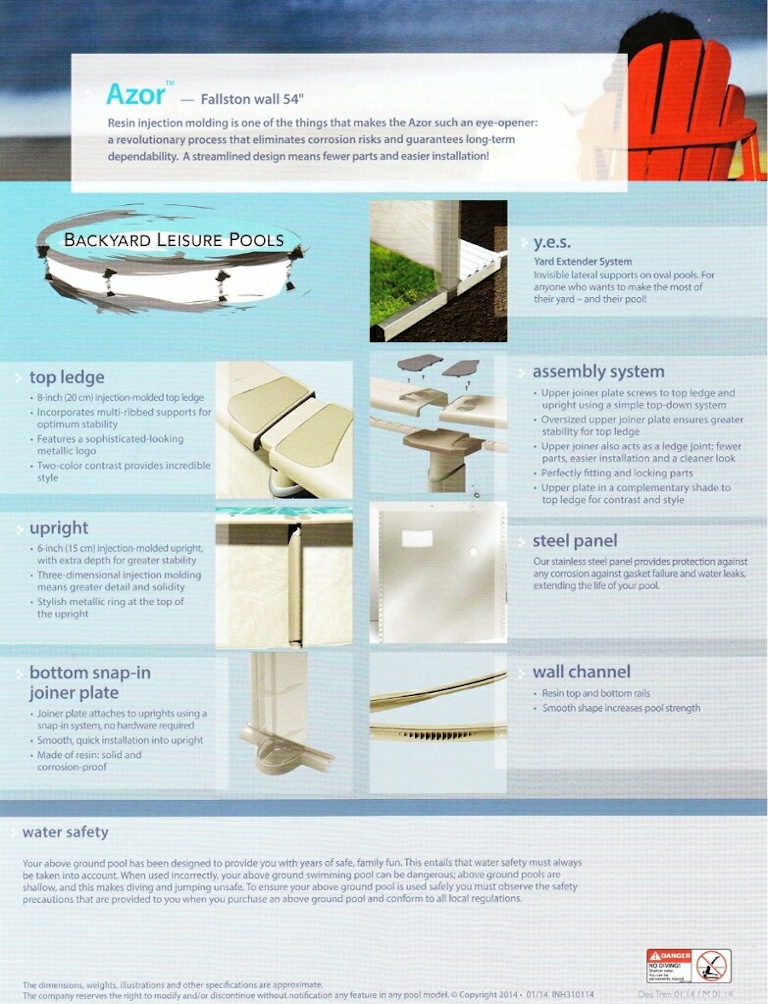 Azor™ — Fallston wall 54"
Resin injection molding is one of the things that makes the Azor such an eye-opener:
a revolutionary process that eliminates corrosion risks and guarantees long-term
dependability. A streamlined design means fewer parts and easier installation!
BACKYARD LEISURE POOLS
y.e.s.
Yard Extender System
Invisible lateral supports on oval pools. For
anyone who wants to make the most of
their yard – and their pool!
top ledge
• 8-inch (20 cm) injection-molded top ledge
• Incorporates multi-ribbed supports for
optimum stability
• Features a sophisticated-looking
metallic logo
• Two-color contrast provides incredible
style
assembly system
• Upper joiner plate screws to top ledge and
upright using a simple top-down system
• Oversized upper joiner plate ensures greater
stability for top ledge
• Upper joiner also acts as a ledge joint: fewer
parts, easier installation and a cleaner look
• Perfectly fitting and locking parts
• Upper plate in a complementary shade to
top ledge for contrast and style
upright
• 6-inch (15 cm) injection-molded upright,
with extra depth for greater stability
• Three-dimensional injection molding
means greater detail and solidity
• Stylish metallic ring at the top of
the upright
steel panel
Our stainless steel panel provides protection against
any corrosion against gasket failure and water leaks,
extending the life of your pool.
bottom snap-in
joiner plate
• Joiner plate attaches to uprights using a
snap-in system, no hardware required
• Smooth, quick installation into upright
• Made of resin: solid and
corrosion-proof
wall channel
• Resin top and bottom rails
• Smooth shape increases pool strength
water safety
Your above ground pool has been designed to provide you with years of safe, family fun. This entails that water safety must always
be taken into account. When used incorrectly, your above ground swimming pool can be dangerous; above ground pools are
shallow, and this makes diving and jumping unsafe. To ensure your above ground pool is used safely you must observe the safety
precautions that are provided to you when you purchase an above ground pool and conform to all local regulations.
DANGER
NO DIVING!
Shallow water
You can be
permanently injured
The dimensions, weights, illustrations and other specifications are approximate.
The company reserves the right to modify and/or discontinue without notification any feature in any pool model. © Copyright 2014 • 01/14 INH310114